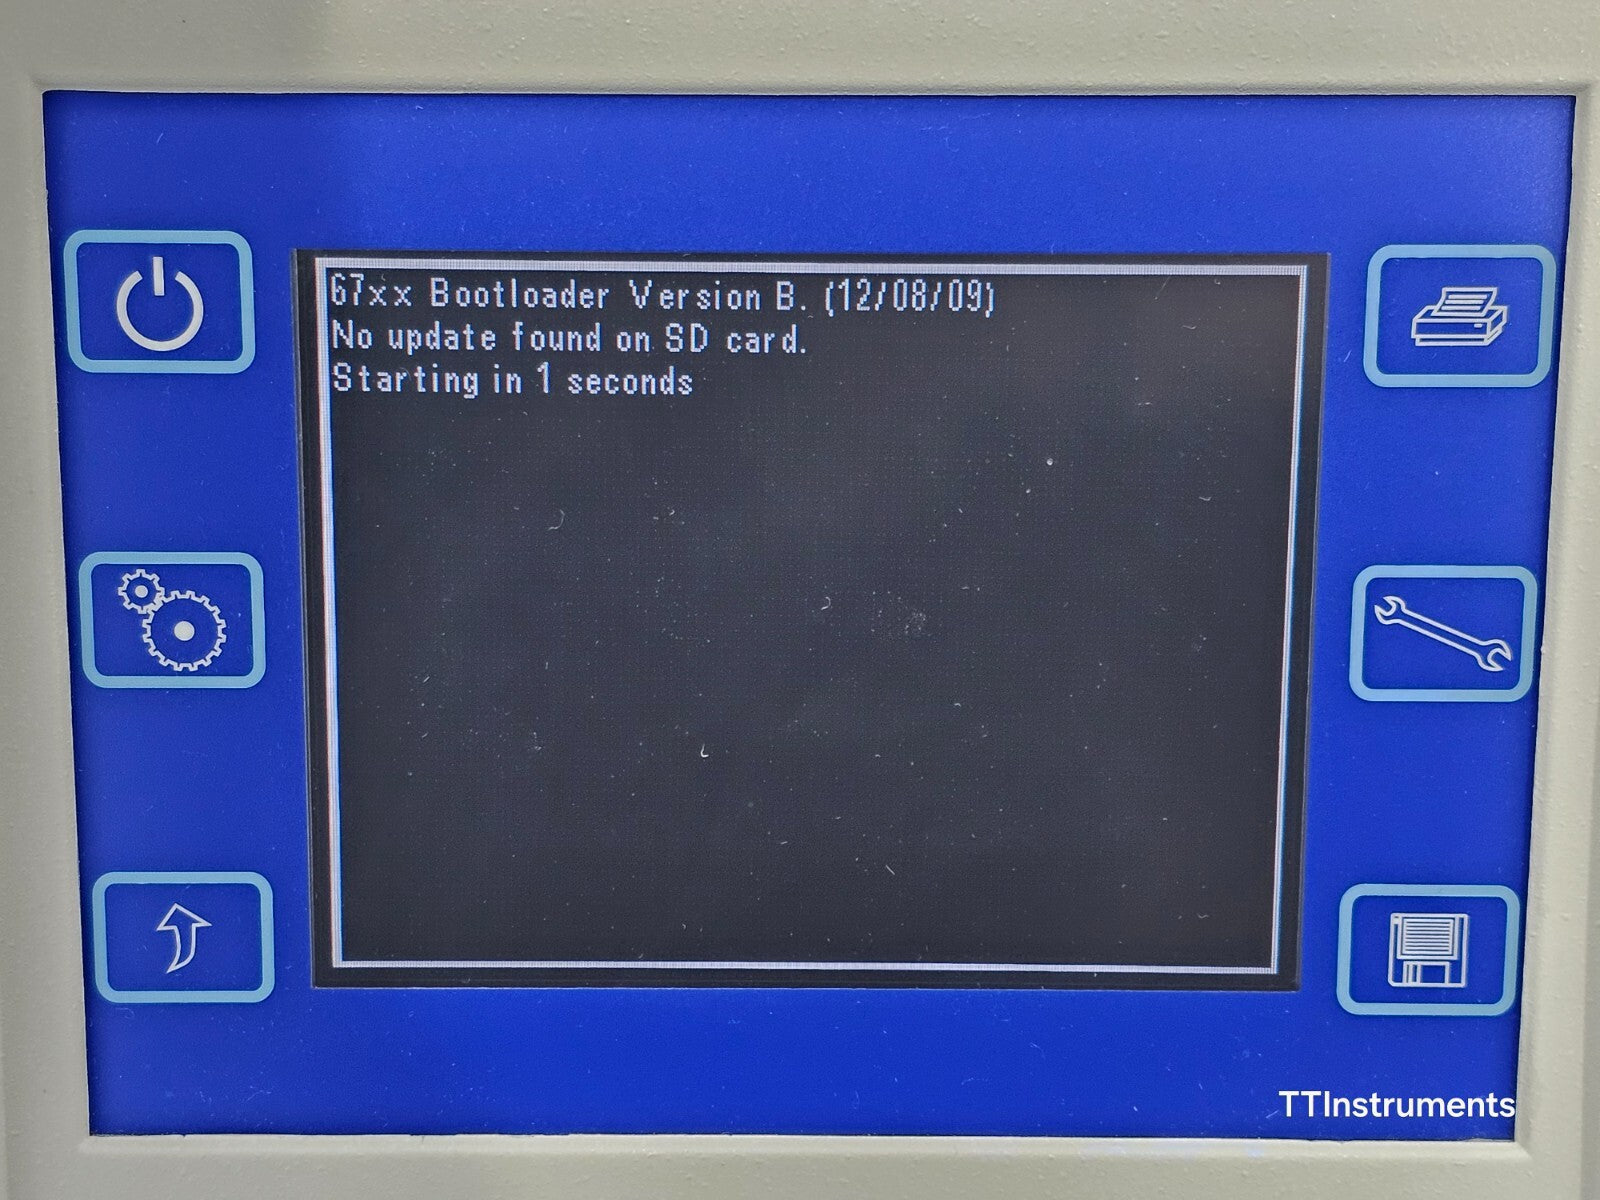 67xx Bootloader Version B. (12/08/09)
No update found on SD card.
Starting in 1 seconds
TTInstruments